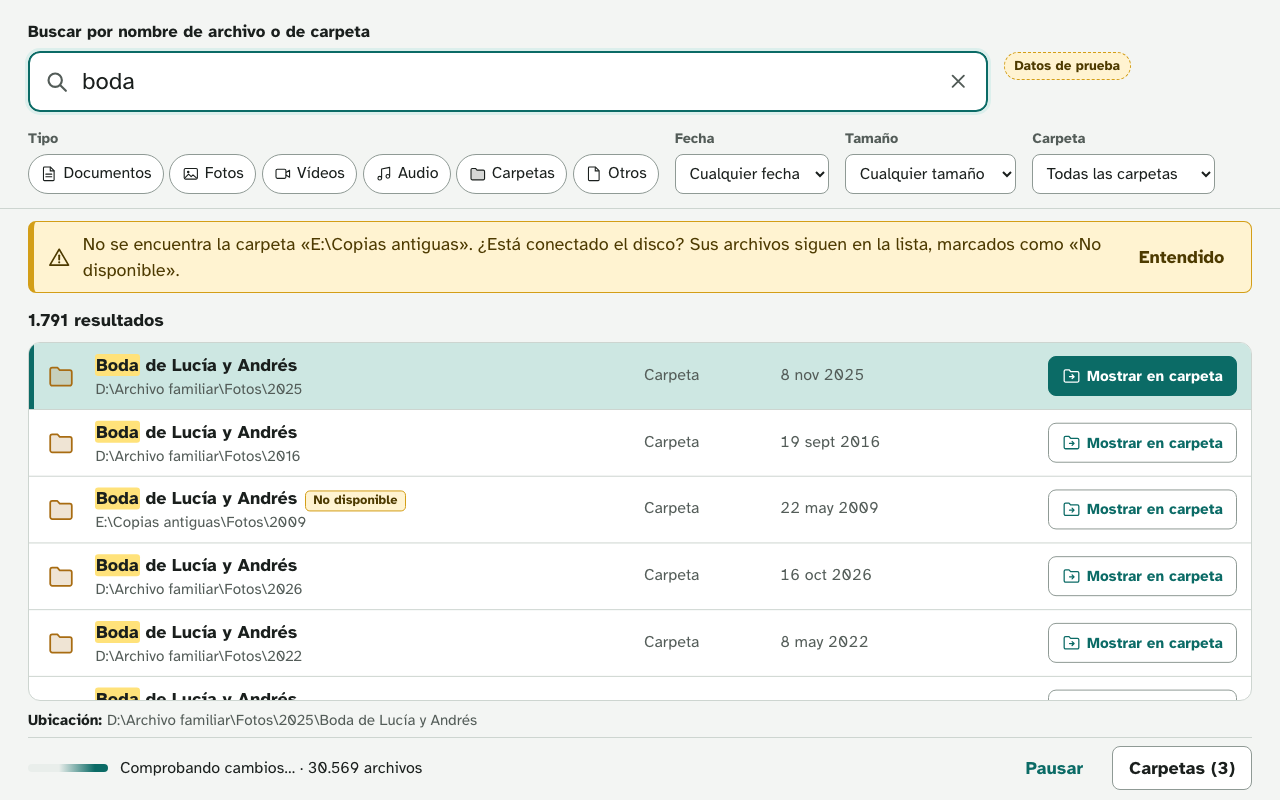 Buscar por nombre de archivo o de carpeta
boda
Datos de prueba
Tipo
Fecha
Tamaño
Carpeta
Documentos
Fotos
Vídeos
Audio
Carpetas
Otros
Cualquier fecha
Cualquier tamaño
Todas las carpetas
No se encuentra la carpeta «E:\Copias antiguas». ¿Está conectado el disco? Sus archivos siguen en la lista, marcados como «No
disponible».
Entendido
1.791 resultados
Boda de Lucía y Andrés
D:\Archivo familiar\Fotos\2025
Carpeta
8 nov 2025
Mostrar en carpeta
Boda de Lucía y Andrés
D:\Archivo familiar\Fotos\2016
Carpeta
19 sept 2016
Mostrar en carpeta
Boda de Lucía y Andrés
No disponible
E:\Copias antiguas\Fotos\2009
Carpeta
22 may 2009
Mostrar en carpeta
Boda de Lucía y Andrés
D:\Archivo familiar\Fotos\2026
Carpeta
16 oct 2026
Mostrar en carpeta
Boda de Lucía y Andrés
D:\Archivo familiar\Fotos\2022
Carpeta
8 may 2022
Mostrar en carpeta
Boda de Lucía y Andrés
Ubicación: D:\Archivo familiar\Fotos\2025\Boda de Lucía y Andrés
Comprobando cambios... · 30.569 archivos
Pausar
Carpetas (3)